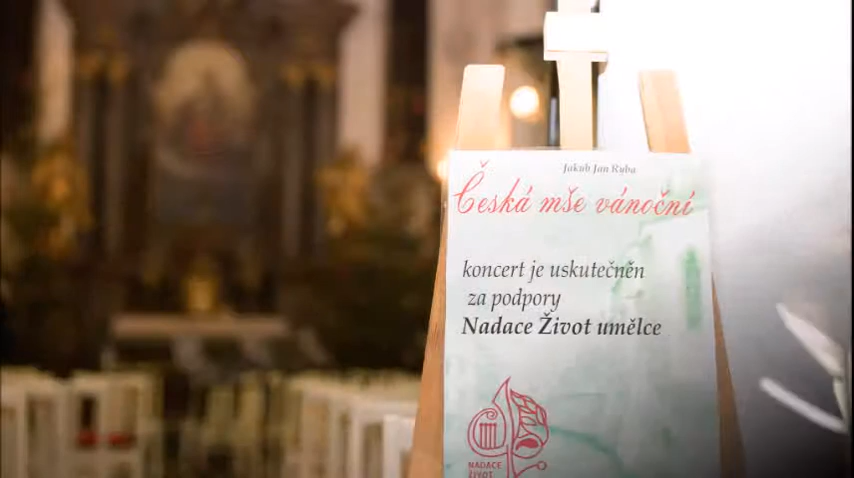 Jakub Jan Ryba
Česká mše vánoční
koncert je uskutečněn
za podpory
Nadace Život umělce
NADACE
ŽIVOT